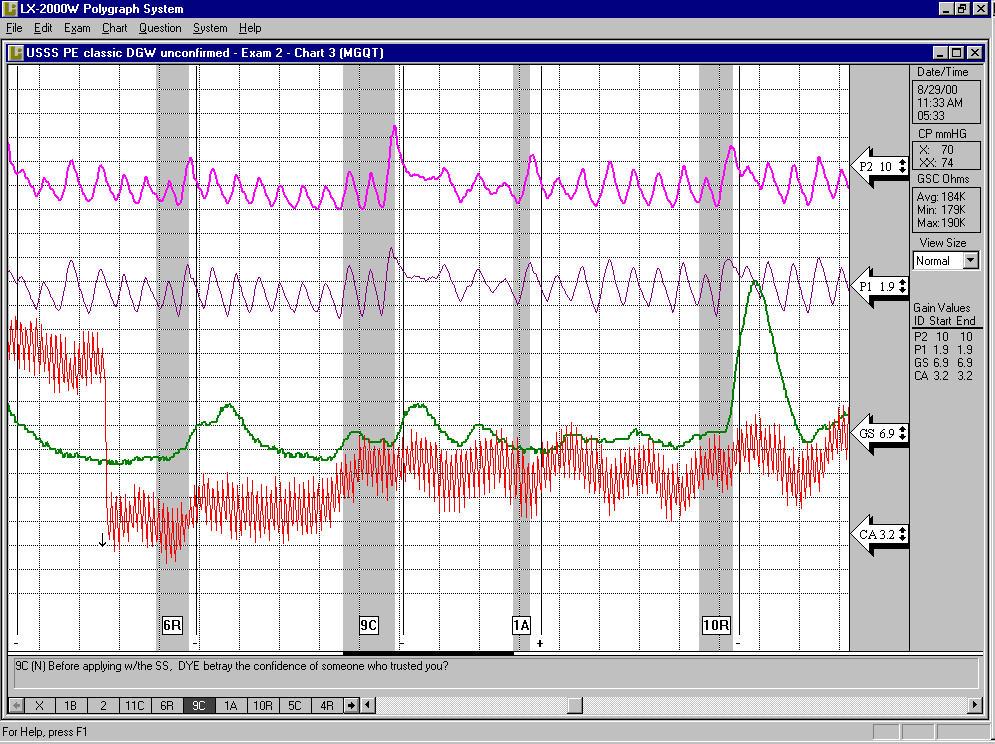 LX-2000W Polygraph System
File Edit Exam Chart Question System Help
USSS PE classic DGW unconfirmed - Exam 2 - Chart 3 (MGQT)
Date/Time
8/29/00
11:33 AM
05:33
CP mmHG
X: 70
XX: 74
GSC Ohms
Avg: 184K
Min: 179K
Max: 190K
View Size
Normal
Gain Values
ID Start End
P2 10 10
P1 1.9 1.9
GS 6.9 6.9
CA 3.2 3.2
P2 10
P1 1.9
GS 6.9
CA 3.2
6R 9C 1A 10R
- - - + -
9C (N) Before applying w/the SS, DYE betray the confidence of someone who trusted you?
X 1B 2 11C 6R 9C 1A 10R 5C 4R
For Help, press F1